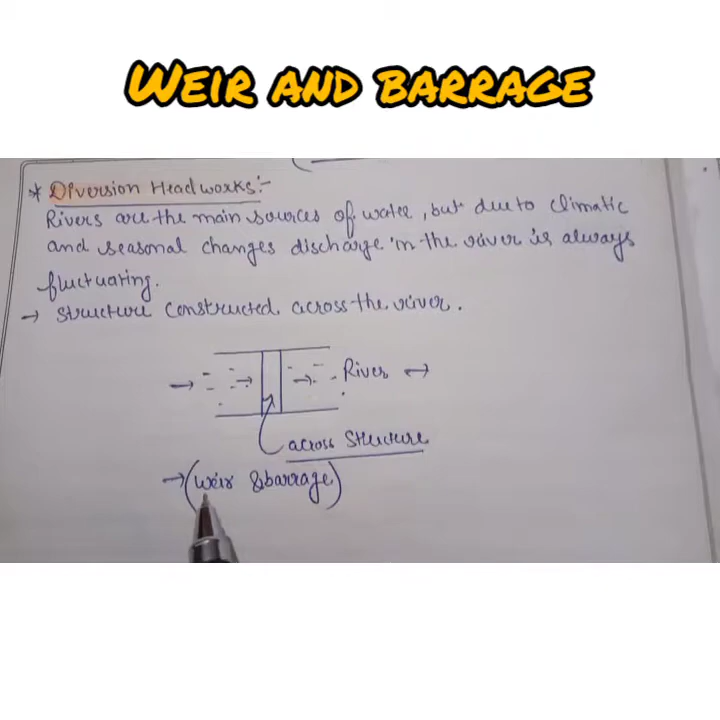 WEIR AND BARRAGE
* Diversion Headworks:-
Rivers are the main sources of water, but due to climatic
and seasonal changes discharge in the river is always
fluctuating.
→ Structure constructed across the river.
River
across Structure
→ (Weir & barrage)